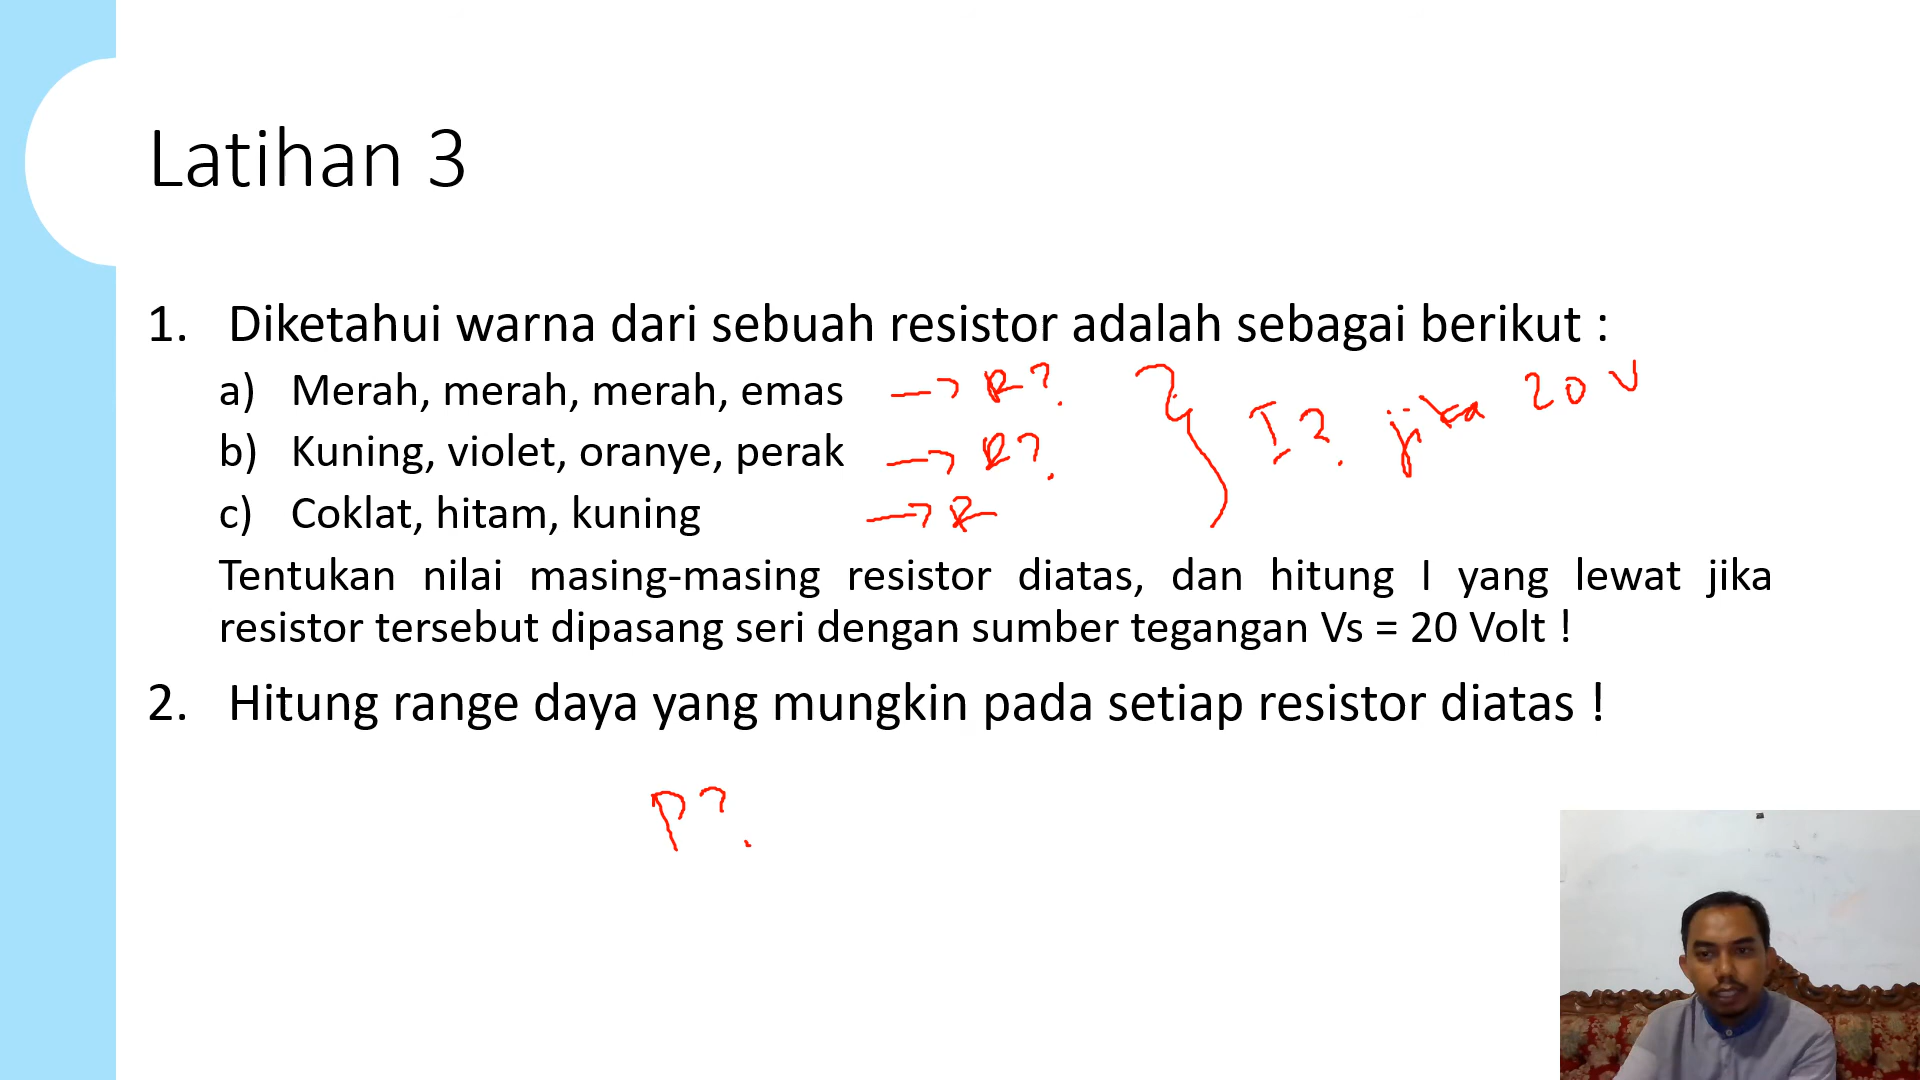 Latihan 3
1. Diketahui warna dari sebuah resistor adalah sebagai berikut :
a) Merah, merah, merah, emas → R?
b) Kuning, violet, oranye, perak → R?
c) Coklat, hitam, kuning → R
} I? jika 20 V
Tentukan nilai masing-masing resistor diatas, dan hitung I yang lewat jika
resistor tersebut dipasang seri dengan sumber tegangan Vs = 20 Volt !
2. Hitung range daya yang mungkin pada setiap resistor diatas !
P?